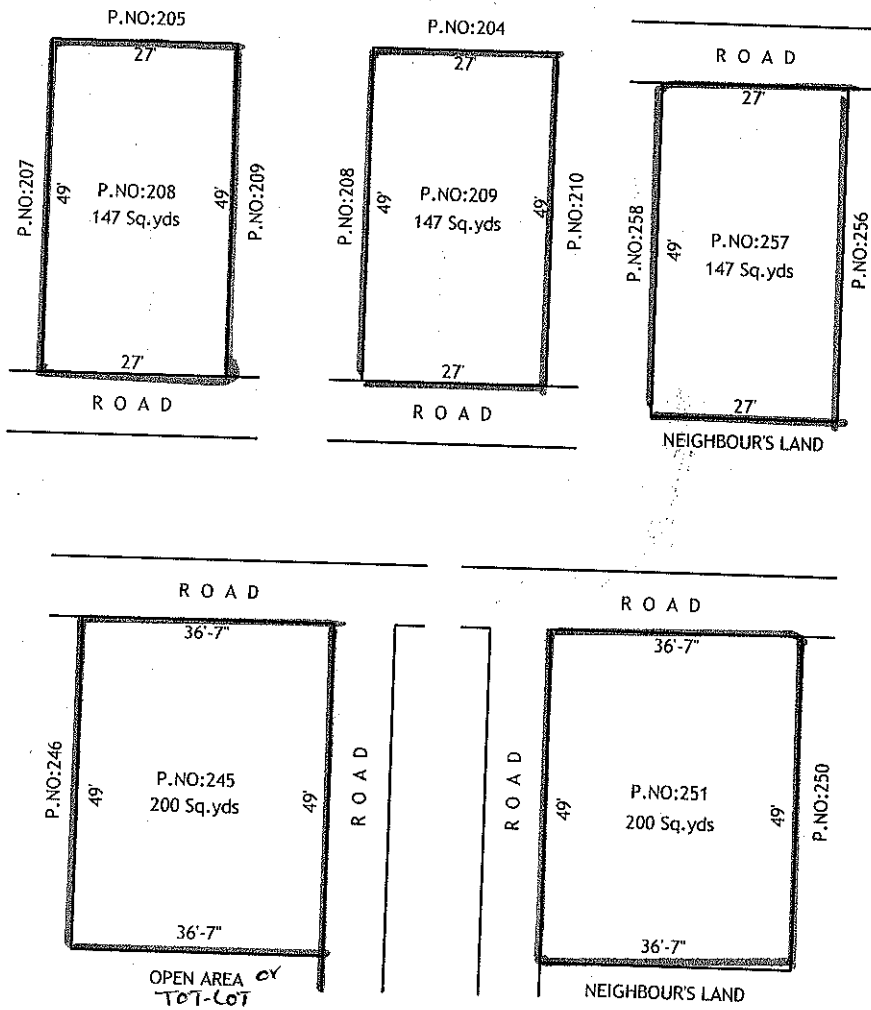 P.NO:205
27'
P.NO:207
49'
P.NO:208
147 Sq.yds
49'
P.NO:209
27'
ROAD
P.NO:204
27'
P.NO:208
49'
P.NO:209
147 Sq.yds
49'
P.NO:210
27'
ROAD
ROAD
27'
P.NO:258
49'
P.NO:257
147 Sq.yds
P.NO:256
27'
NEIGHBOUR'S LAND
ROAD
36'-7"
P.NO:246
49'
P.NO:245
200 Sq.yds
49'
ROAD
36'-7"
OPEN AREA or
TOT-LOT
ROAD
36'-7"
ROAD
49'
P.NO:251
200 Sq.yds
49'
P.NO:250
36'-7"
NEIGHBOUR'S LAND